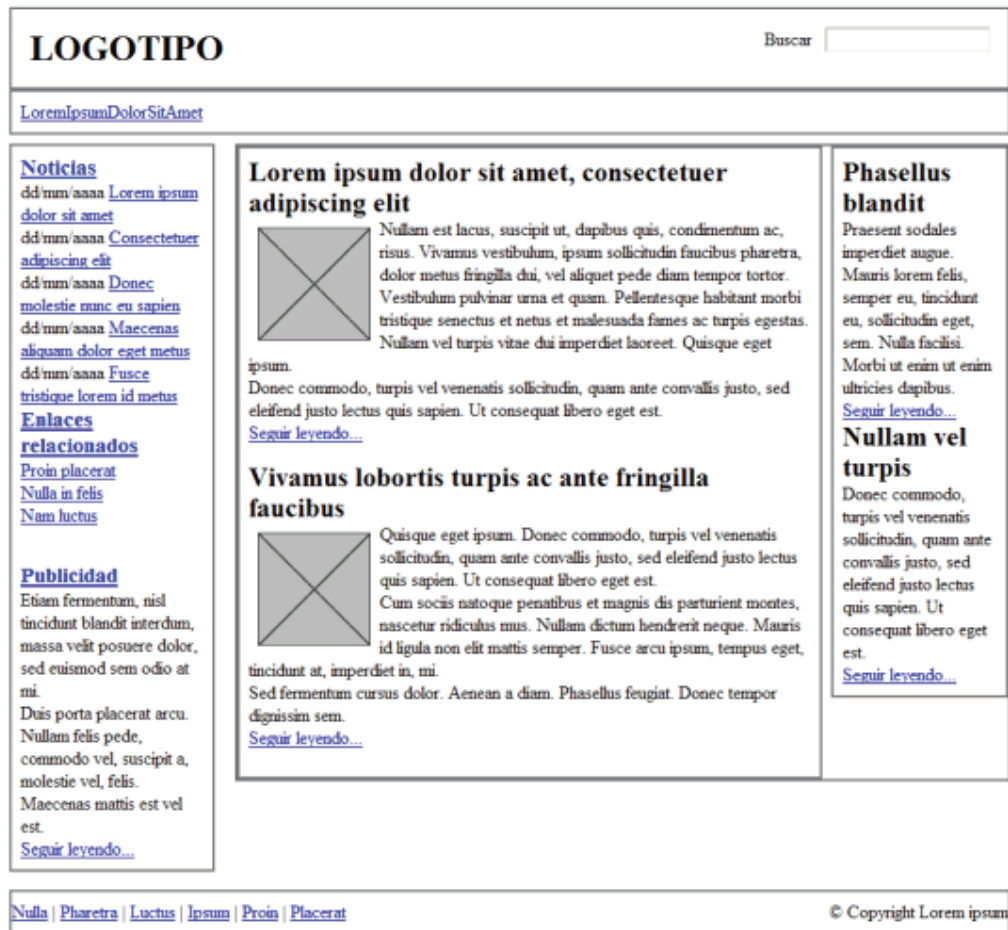 LOGOTIPO
Buscar
LoremIpsumDolorSitAmet
Noticias
dd/mm/aaaa Lorem ipsum
dolor sit amet
dd/mm/aaaa Consectetuer
adipiscing elit
dd/mm/aaaa Donec
molestie nunc eu sapien
dd/mm/aaaa Maecenas
aliquam dolor eget metus
dd/mm/aaaa Fusce
tristique lorem id metus
Enlaces
relacionados
Proin placerat
Nulla in felis
Nam luctus
Publicidad
Etiam fermentum, nisl
tincidunt blandit interdum,
massa velit posuere dolor,
sed euismod sem odio at
mi.
Duis porta placerat arcu.
Nullam felis pede,
commodo vel, suscipit a,
molestie vel, felis.
Maecenas mattis est vel
est.
Seguir leyendo...
Lorem ipsum dolor sit amet, consectetuer
adipiscing elit
Nullam est lacus, suscipit ut, dapibus quis, condimentum ac,
risus. Vivamus vestibulum, ipsum sollicitudin faucibus pharetra,
dolor metus fringilla dui, vel aliquet pede diam tempor tortor.
Vestibulum pulvinar urna et quam. Pellentesque habitant morbi
tristique senectus et netus et malesuada fames ac turpis egestas.
Nullam vel turpis vitae dui imperdiet laoreet. Quisque eget
ipsum.
Donec commodo, turpis vel venenatis sollicitudin, quam ante convallis justo, sed
eleifend justo lectus quis sapien. Ut consequat libero eget est.
Seguir leyendo...
Vivamus lobortis turpis ac ante fringilla
faucibus
Quisque eget ipsum. Donec commodo, turpis vel venenatis
sollicitudin, quam ante convallis justo, sed eleifend justo lectus
quis sapien. Ut consequat libero eget est.
Cum sociis natoque penatibus et magnis dis parturient montes,
nascetur ridiculus mus. Nullam dictum hendrerit neque. Mauris
id ligula non elit mattis semper. Fusce arcu ipsum, tempus eget,
tincidunt at, imperdiet in, mi.
Sed fermentum cursus dolor. Aenean a diam. Phasellus feugiat. Donec tempor
dignissim sem.
Seguir leyendo...
Phasellus
blandit
Praesent sodales
imperdiet augue.
Mauris lorem felis,
semper eu, tincidunt
eu, sollicitudin eget,
sem. Nulla facilisi.
Morbi ut enim ut enim
ultricies dapibus.
Seguir leyendo...
Nullam vel
turpis
Donec commodo,
turpis vel venenatis
sollicitudin, quam ante
convallis justo, sed
eleifend justo lectus
quis sapien. Ut
consequat libero eget
est.
Seguir leyendo...
Nulla | Pharetra | Luctus | Ipsum | Proin | Placerat
© Copyright Lorem ipsum